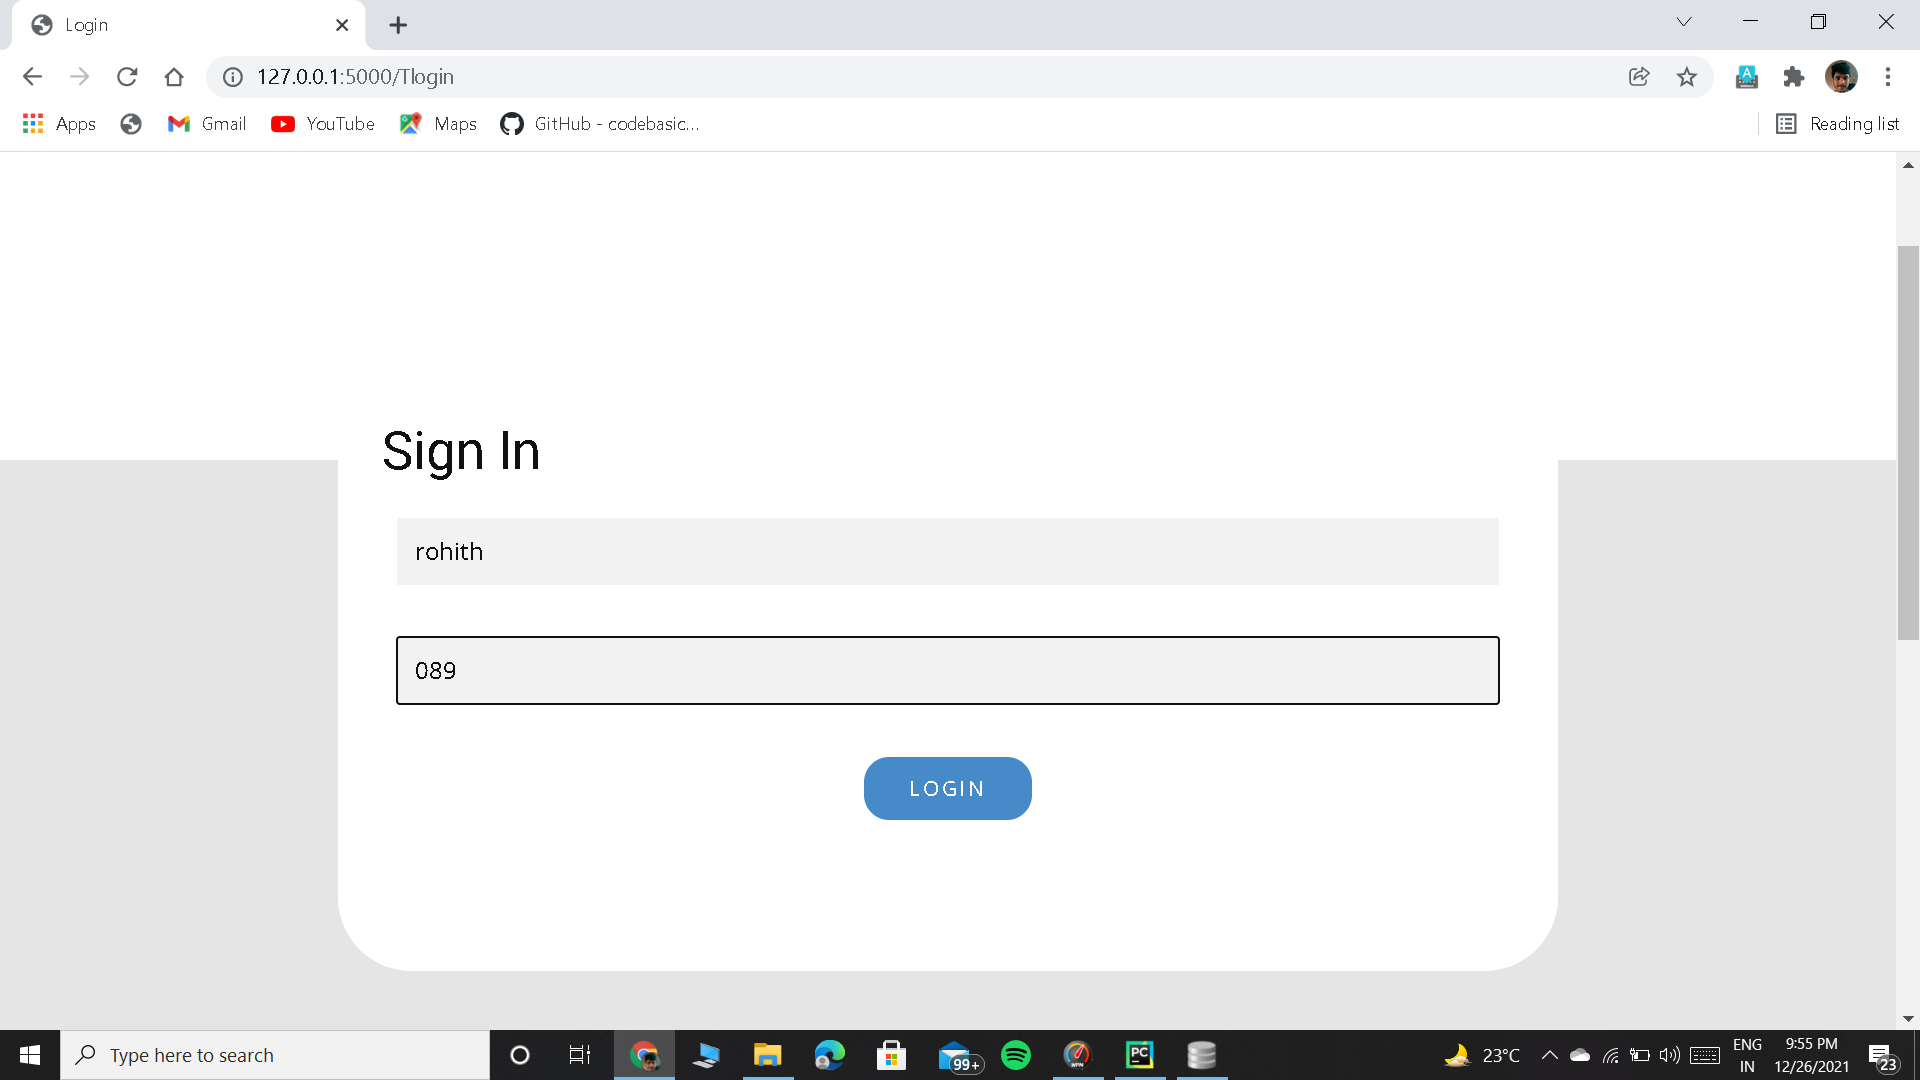 Login
127.0.0.1:5000/Tlogin
Apps
Gmail
YouTube
Maps
GitHub - codebasic...
Reading list
Sign In
rohith
089
LOGIN
Type here to search
99+
PC
23°C
ENG
IN
9:55 PM
12/26/2021
23